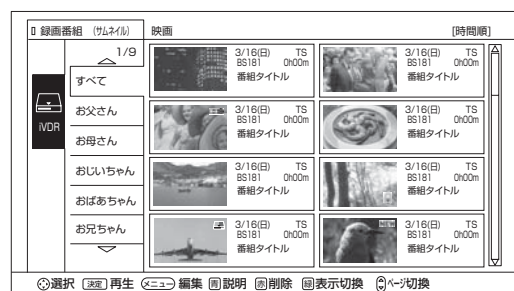 録画番組 (サムネイル) 映画 [時間順]
1/9
すべて
お父さん
お母さん
おじいちゃん
おばあちゃん
お兄ちゃん
iVDR
3/16(日) TS
BS181 0h00m
番組タイトル
3/16(日) TS
BS181 0h00m
番組タイトル
3/16(日) TS
BS181 0h00m
番組タイトル
3/16(日) TS
BS181 0h00m
番組タイトル
3/16(日) TS
BS181 0h00m
番組タイトル
3/16(日) TS
BS181 0h00m
番組タイトル
3/16(日) TS
BS181 0h00m
番組タイトル
3/16(日) TS
BS181 0h00m
番組タイトル
選択 決定 再生 メニュー 編集 青 説明 赤 削除 緑 表示切換 ページ切換